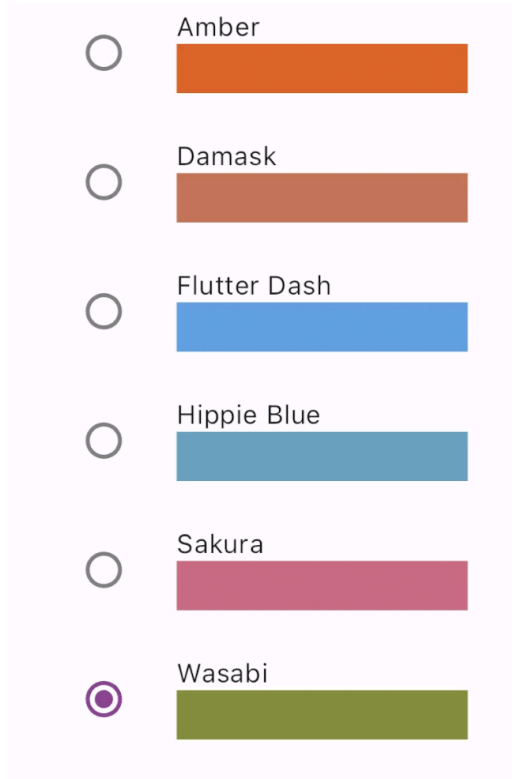 Amber
Damask
Flutter Dash
Hippie Blue
Sakura
Wasabi